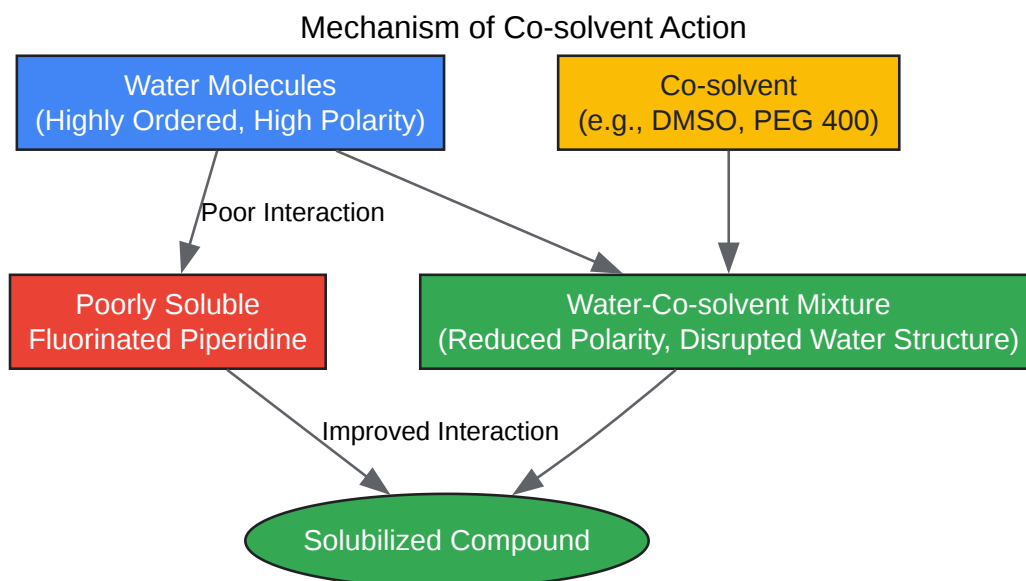 Mechanism of Co-solvent Action
Water Molecules
(Highly Ordered, High Polarity)
Co-solvent
(e.g., DMSO, PEG 400)
Poor Interaction
Poorly Soluble
Fluorinated Piperidine
Water-Co-solvent Mixture
(Reduced Polarity, Disrupted Water Structure)
Improved Interaction
Solubilized Compound